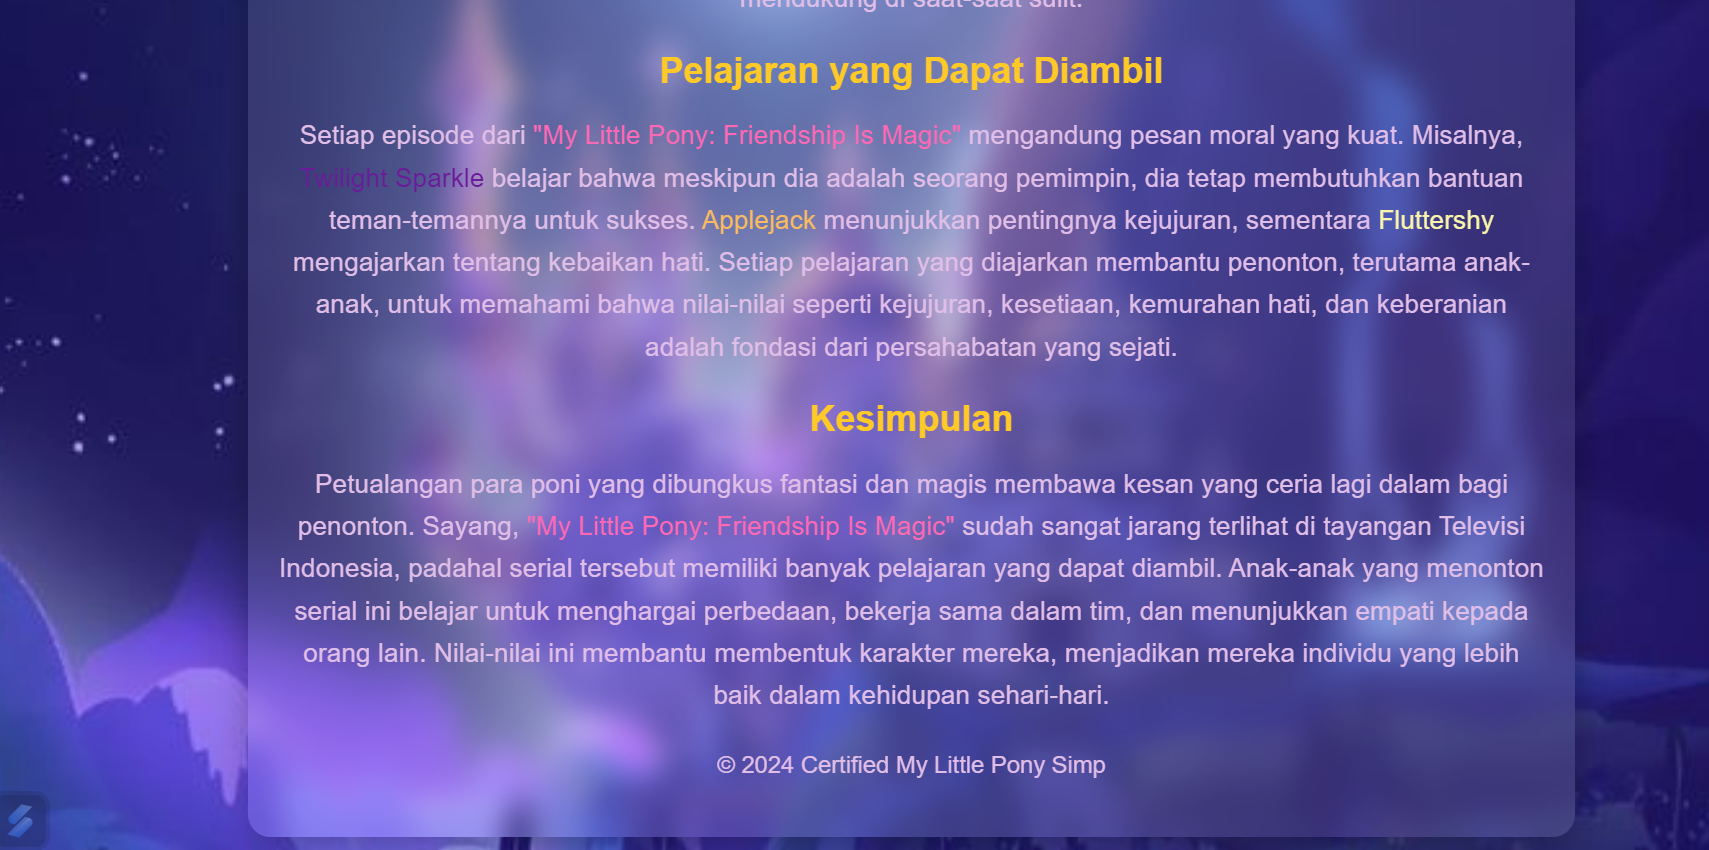 mendukung di saat-saat sulit.
Pelajaran yang Dapat Diambil
Setiap episode dari "My Little Pony: Friendship Is Magic" mengandung pesan moral yang kuat. Misalnya,
Twilight Sparkle belajar bahwa meskipun dia adalah seorang pemimpin, dia tetap membutuhkan bantuan
teman-temannya untuk sukses. Applejack menunjukkan pentingnya kejujuran, sementara Fluttershy
mengajarkan tentang kebaikan hati. Setiap pelajaran yang diajarkan membantu penonton, terutama anak-
anak, untuk memahami bahwa nilai-nilai seperti kejujuran, kesetiaan, kemurahan hati, dan keberanian
adalah fondasi dari persahabatan yang sejati.
Kesimpulan
Petualangan para poni yang dibungkus fantasi dan magis membawa kesan yang ceria lagi dalam bagi
penonton. Sayang, "My Little Pony: Friendship Is Magic" sudah sangat jarang terlihat di tayangan Televisi
Indonesia, padahal serial tersebut memiliki banyak pelajaran yang dapat diambil. Anak-anak yang menonton
serial ini belajar untuk menghargai perbedaan, bekerja sama dalam tim, dan menunjukkan empati kepada
orang lain. Nilai-nilai ini membantu membentuk karakter mereka, menjadikan mereka individu yang lebih
baik dalam kehidupan sehari-hari.
© 2024 Certified My Little Pony Simp